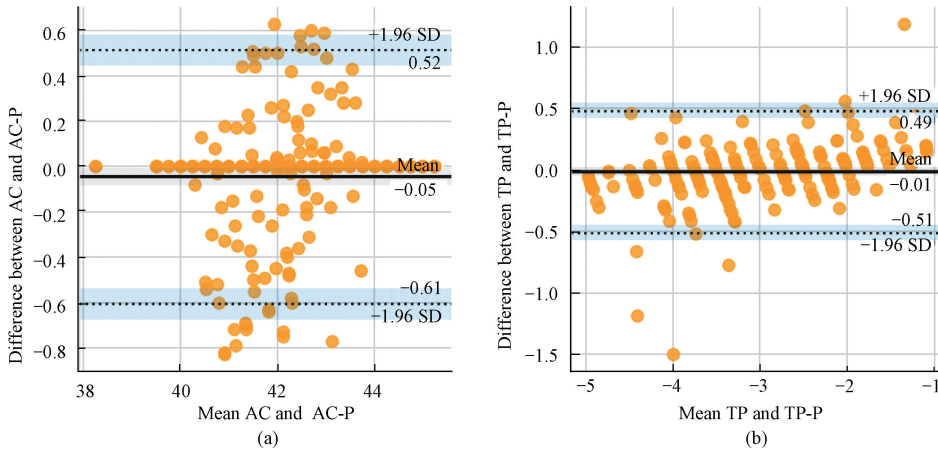 0.6
0.4
0.2
0.0
−0.2
−0.4
−0.6
−0.8
Difference between AC and AC-P
+1.96 SD
0.52
Mean
−0.05
−0.61
−1.96 SD
38
40
42
44
Mean AC and AC-P
(a)
1.0
0.5
0.0
−0.5
−1.0
−1.5
Difference between TP and TP-P
+1.96 SD
0.49
Mean
−0.01
−0.51
−1.96 SD
−5
−4
−3
−2
−1
Mean TP and TP-P
(b)